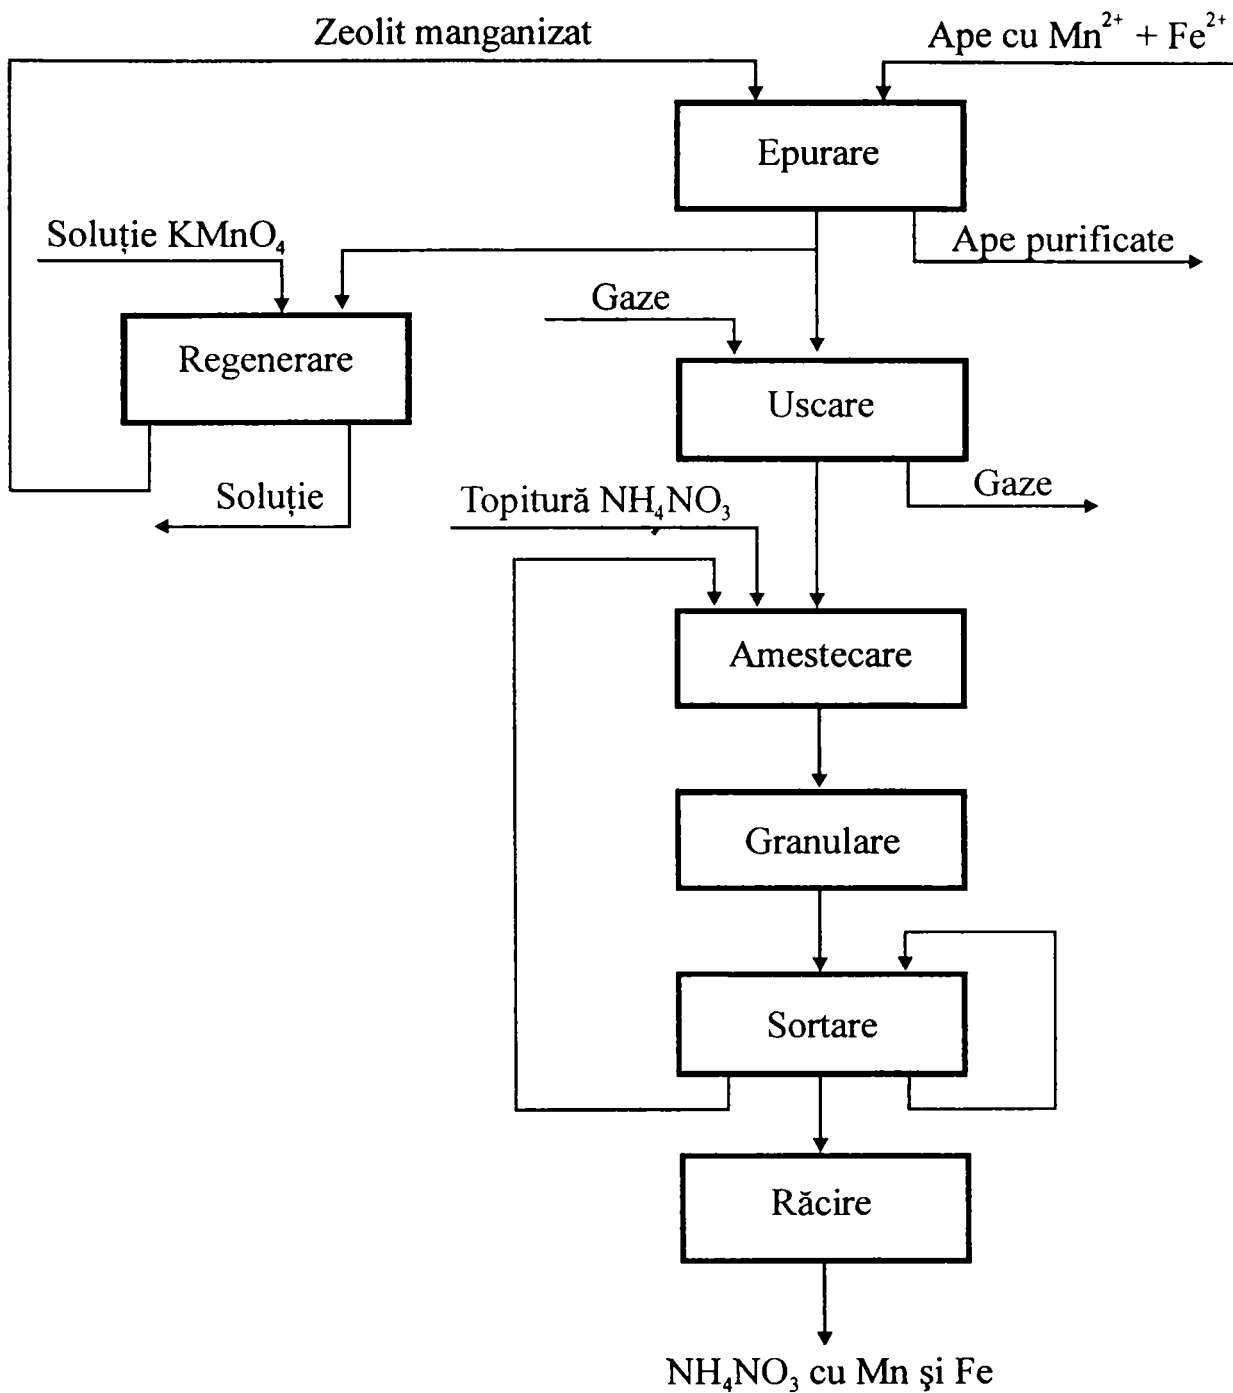 Zeolit manganizat
Ape cu Mn²⁺ + Fe²⁺
Epurare
Soluție KMnO₄
Ape purificate
Gaze
Regenerare
Uscare
Soluție
Topitură NH₄NO₃
Gaze
Amestecare
Granulare
Sortare
Răcire
NH₄NO₃ cu Mn şi Fe